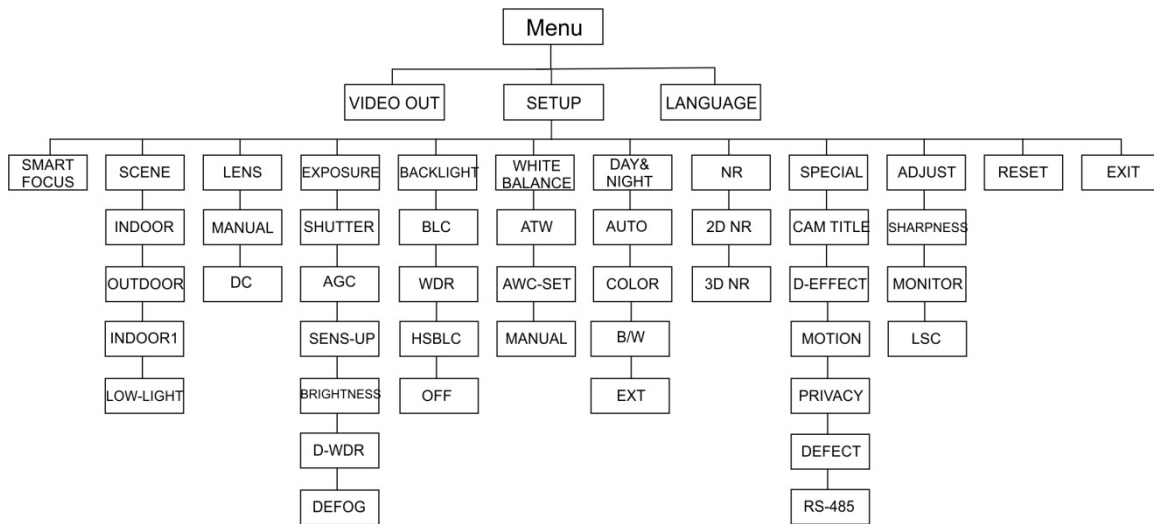 Menu
VIDEO OUT
SETUP
LANGUAGE
SMART
FOCUS
SCENE
LENS
EXPOSURE
BACKLIGHT
WHITE
BALANCE
DAY&
NIGHT
NR
SPECIAL
ADJUST
RESET
EXIT
INDOOR
MANUAL
SHUTTER
BLC
ATW
AUTO
2D NR
CAM TITLE
SHARPNESS
OUTDOOR
DC
AGC
WDR
AWC-SET
COLOR
3D NR
D-EFFECT
MONITOR
INDOOR1
SENS-UP
HSBLC
MANUAL
B/W
MOTION
LSC
LOW-LIGHT
BRIGHTNESS
OFF
EXT
PRIVACY
D-WDR
DEFECT
DEFOG
RS-485